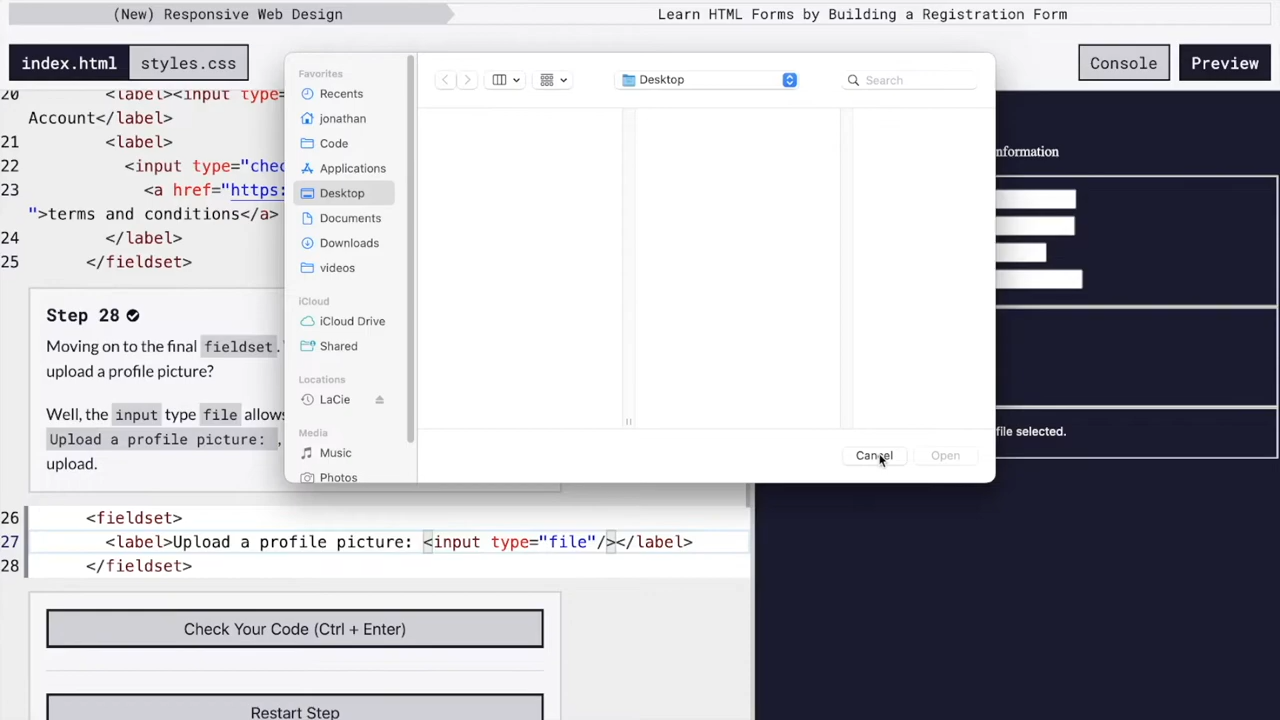 (New) Responsive Web Design
Learn HTML Forms by Building a Registration Form
index.html
styles.css
Console
Preview
20 <label><input type=
Account</label>
21 <label>
22 <input type="chec
23 <a href="https:
">terms and conditions</a>
24 </label>
25 </fieldset>
Step 28
Moving on to the final fieldset.
upload a profile picture?
Well, the input type file allows
Upload a profile picture: ,
upload.
26 <fieldset>
27 <label>Upload a profile picture: <input type="file"/></label>
28 </fieldset>
Check Your Code (Ctrl + Enter)
Restart Step
Favorites
Recents
jonathan
Code
Applications
Desktop
Documents
Downloads
videos
iCloud
iCloud Drive
Shared
Locations
LaCie
Media
Music
Photos
Desktop
Search
Cancel
Open
nformation
file selected.